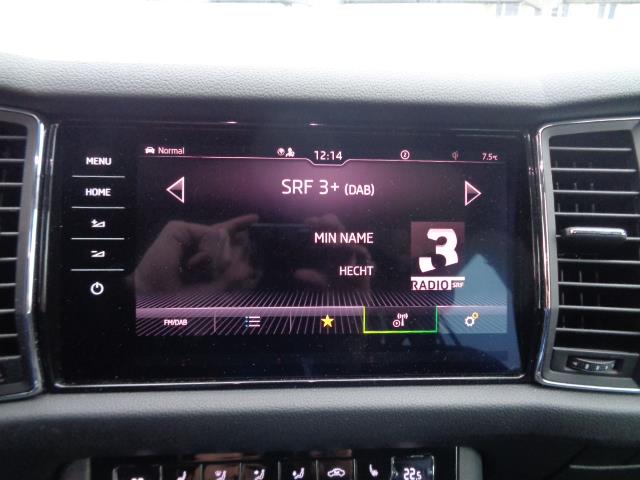 MENU
HOME
Normal
12:14
7.5°C
SRF 3+ (DAB)
MIN NAME
HECHT
3
RADIO SRF
FM/DAB
22.5